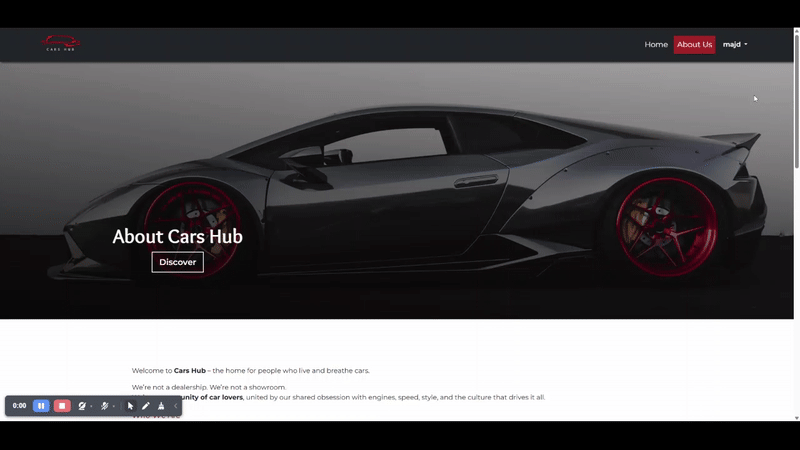 CARS HUB
Home
About Us
majd
About Cars Hub
Discover
Welcome to Cars Hub – the home for people who live and breathe cars.
We're not a dealership. We're not a showroom.
unity of car lovers, united by our shared obsession with engines, speed, style, and the culture that drives it all.
0:00